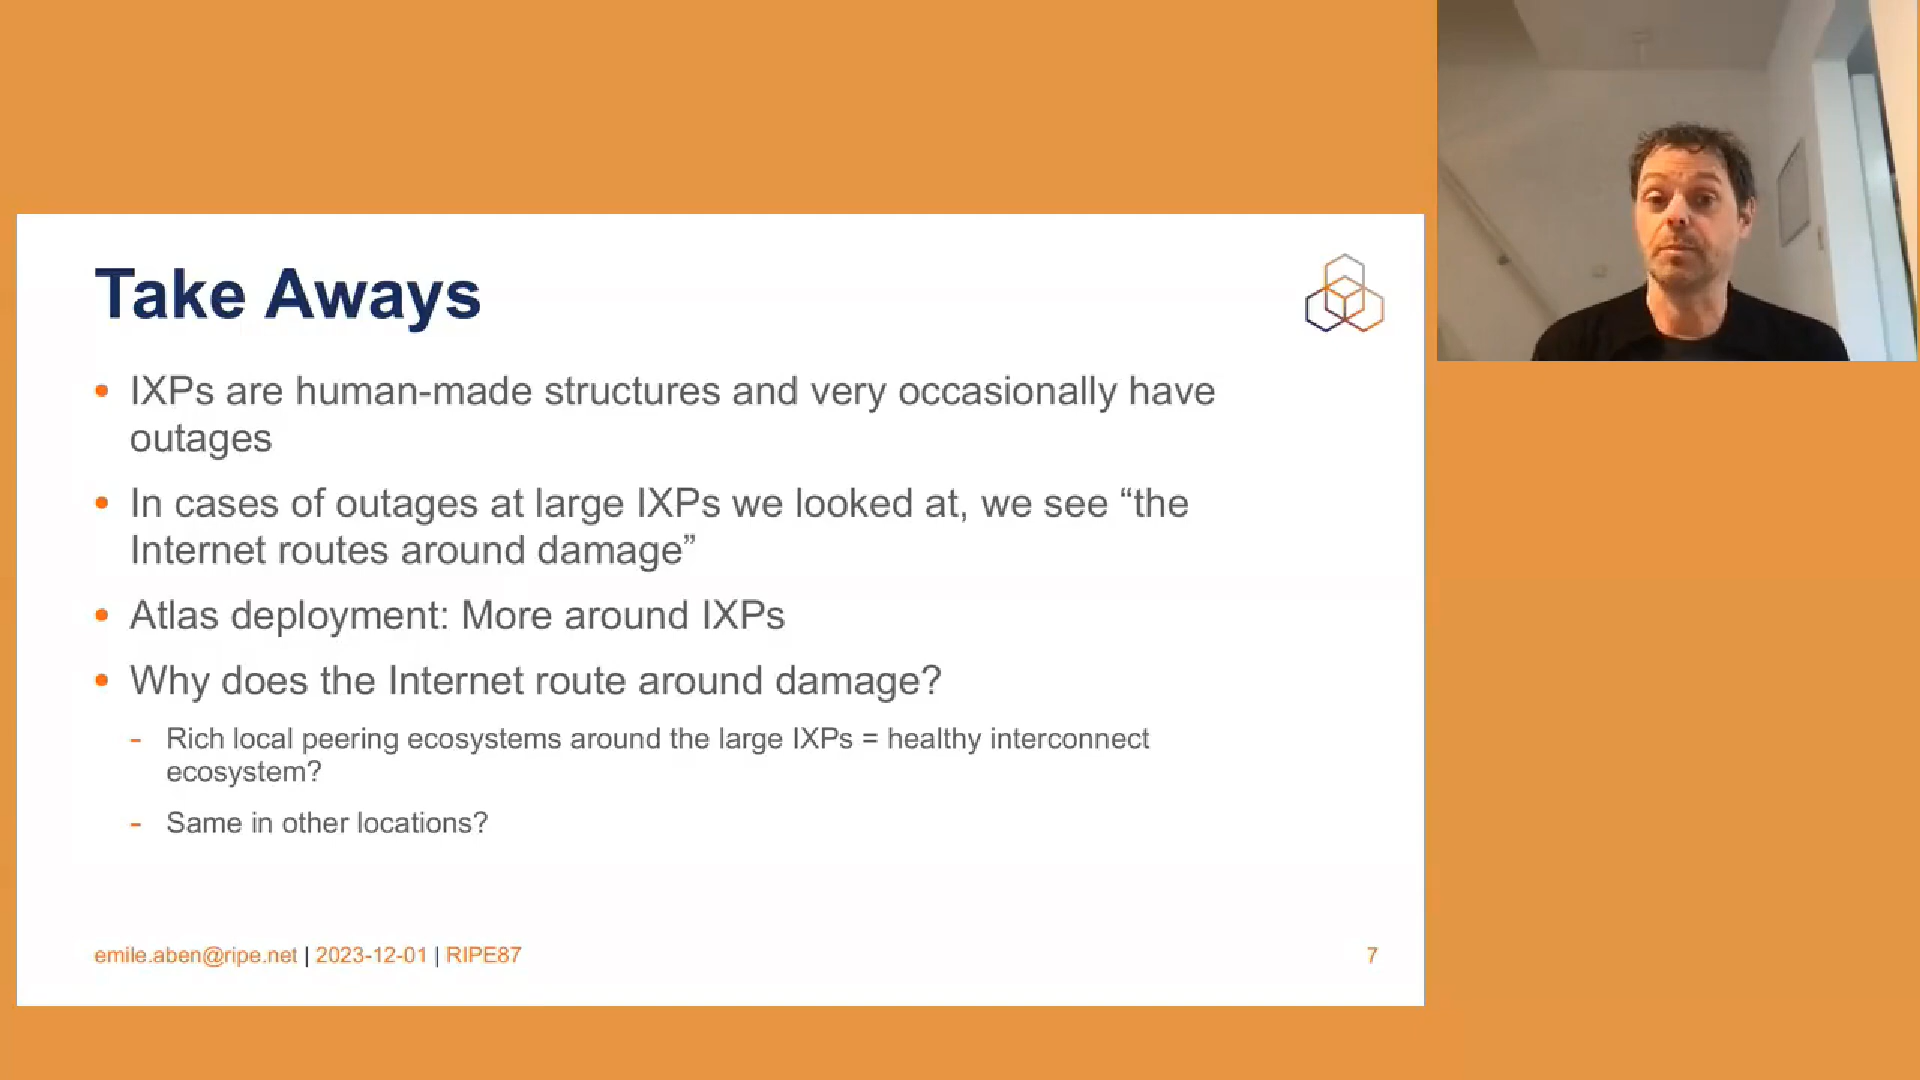 Take Aways
• IXPs are human-made structures and very occasionally have
outages
• In cases of outages at large IXPs we looked at, we see “the
Internet routes around damage”
• Atlas deployment: More around IXPs
• Why does the Internet route around damage?
- Rich local peering ecosystems around the large IXPs = healthy interconnect
ecosystem?
- Same in other locations?
emile.aben@ripe.net | 2023-12-01 | RIPE87
7